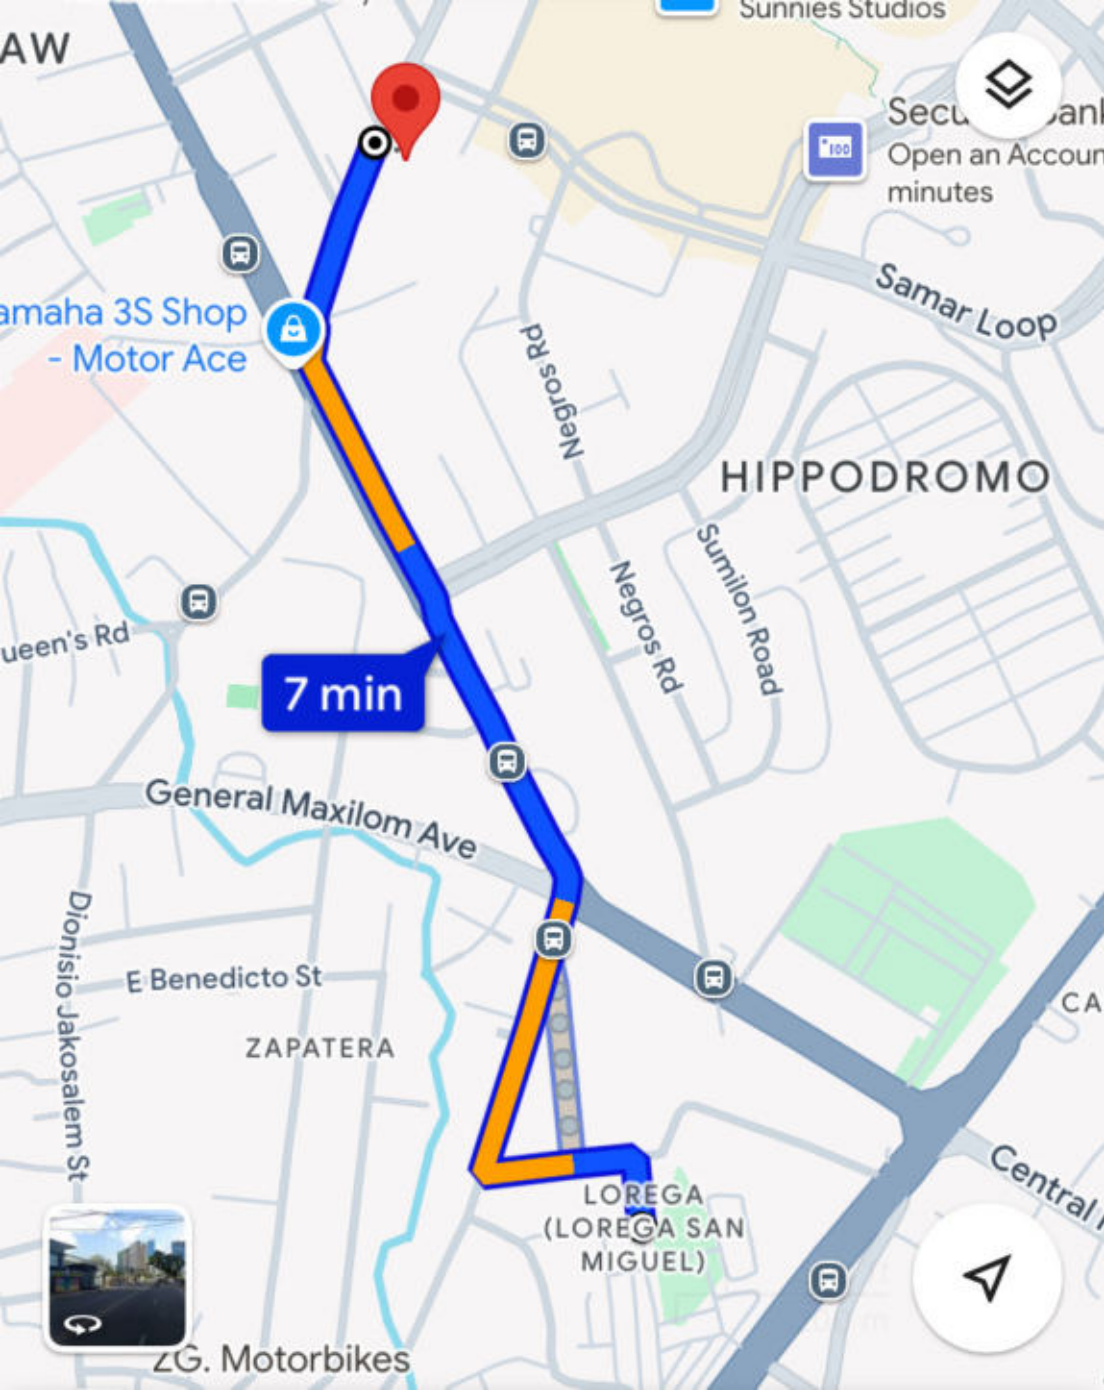 Sunnies Studios
AW
Open an Accoun
minutes
100
Samar Loop
amaha 3S Shop
- Motor Ace
Negros Rd
HIPPODROMO
Sumilon Road
Negros Rd
ueen's Rd
7 min
General Maxilom Ave
Dionisio Jakosalem St
E Benedicto St
ZAPATERA
CA
Central
LOREGA
(LOREGA SAN
MIGUEL)
ZG. Motorbikes